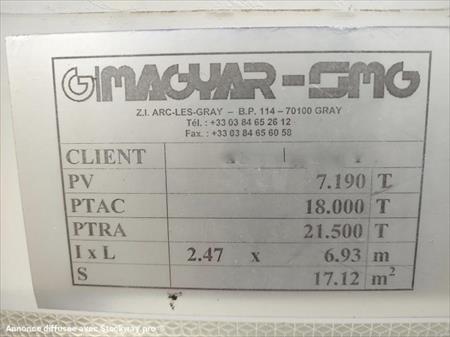 MAGYAR-SMG
Z.I. ARC-LES-GRAY – B.P. 114 – 70100 GRAY
Tél. : +33 03 84 65 26 12
Fax. : +33 03 84 65 60 58
CLIENT
PV 7.190 T
PTAC 18.000 T
PTRA 21.500 T
I x L 2.47 x 6.93 m
S 17.12 m²
Annonce diffusée avec Stockway.pro